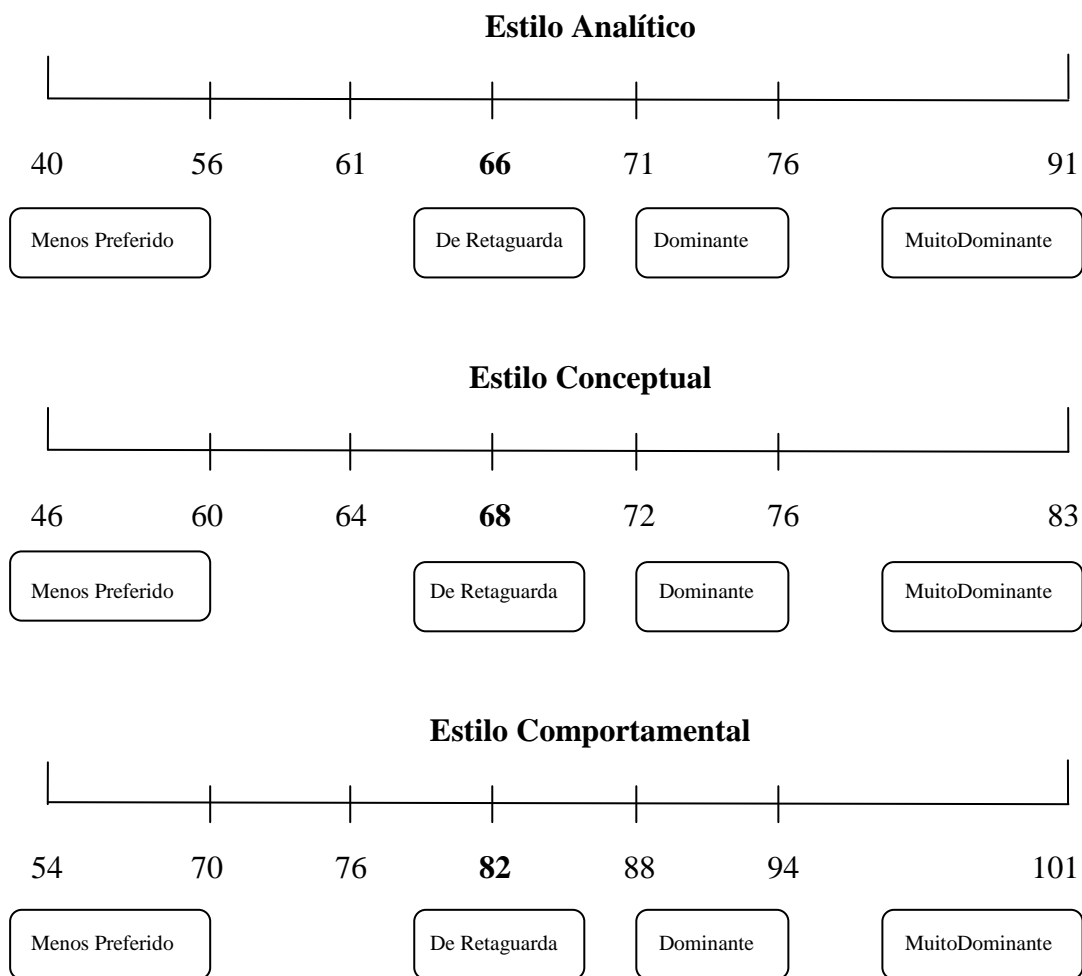 Estilo Analítico
40 56 61 66 71 76 91
Menos Preferido De Retaguarda Dominante MuitoDominante
Estilo Conceptual
46 60 64 68 72 76 83
Menos Preferido De Retaguarda Dominante MuitoDominante
Estilo Comportamental
54 70 76 82 88 94 101
Menos Preferido De Retaguarda Dominante MuitoDominante